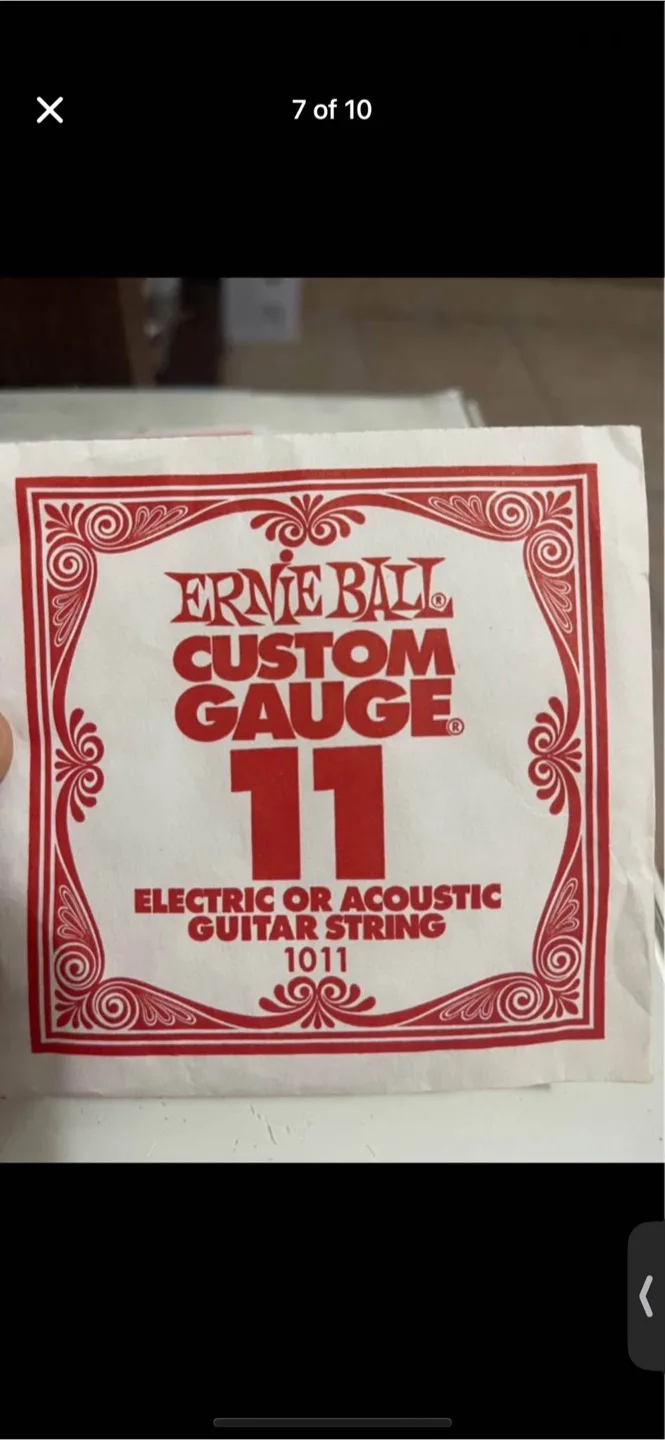 7 of 10
ERNIE BALL®
CUSTOM
GAUGE®
11
ELECTRIC OR ACOUSTIC
GUITAR STRING
1011